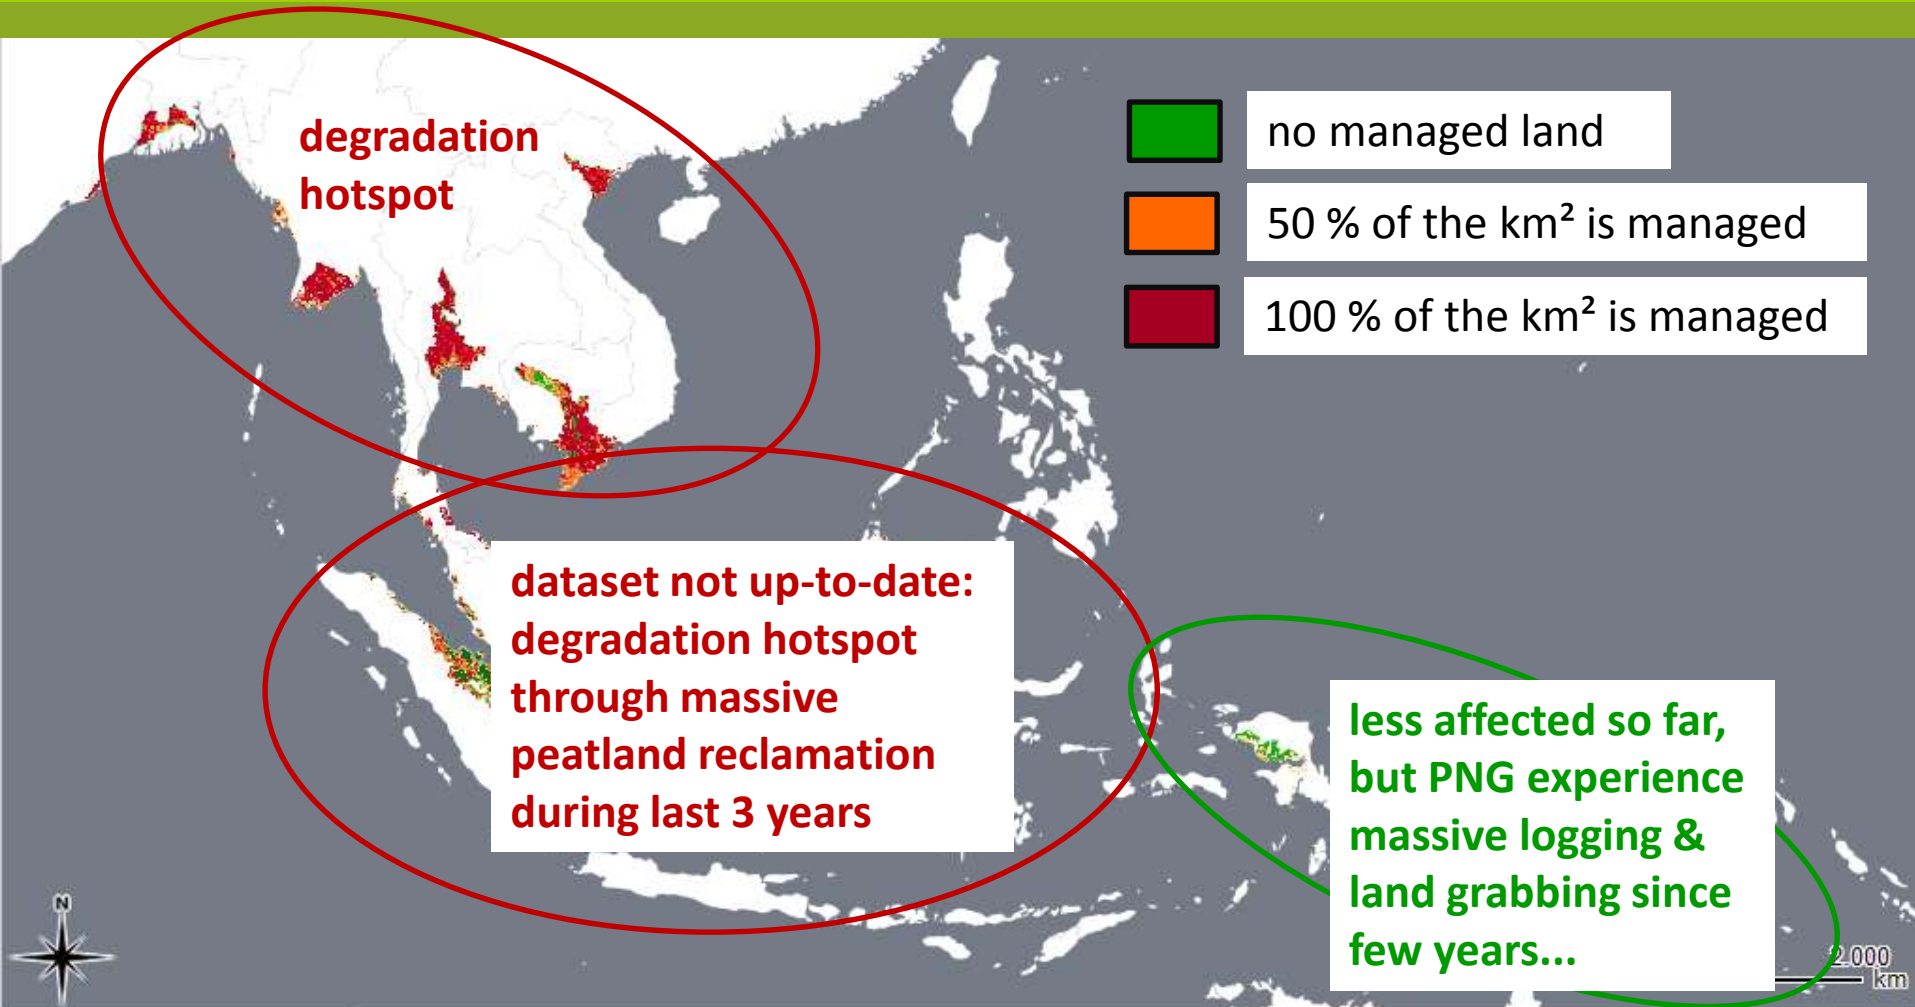 degradation
hotspot
no managed land
50 % of the km² is managed
100 % of the km² is managed
dataset not up-to-date:
degradation hotspot
through massive
peatland reclamation
during last 3 years
less affected so far,
but PNG experience
massive logging &
land grabbing since
few years...
N
2.000
km